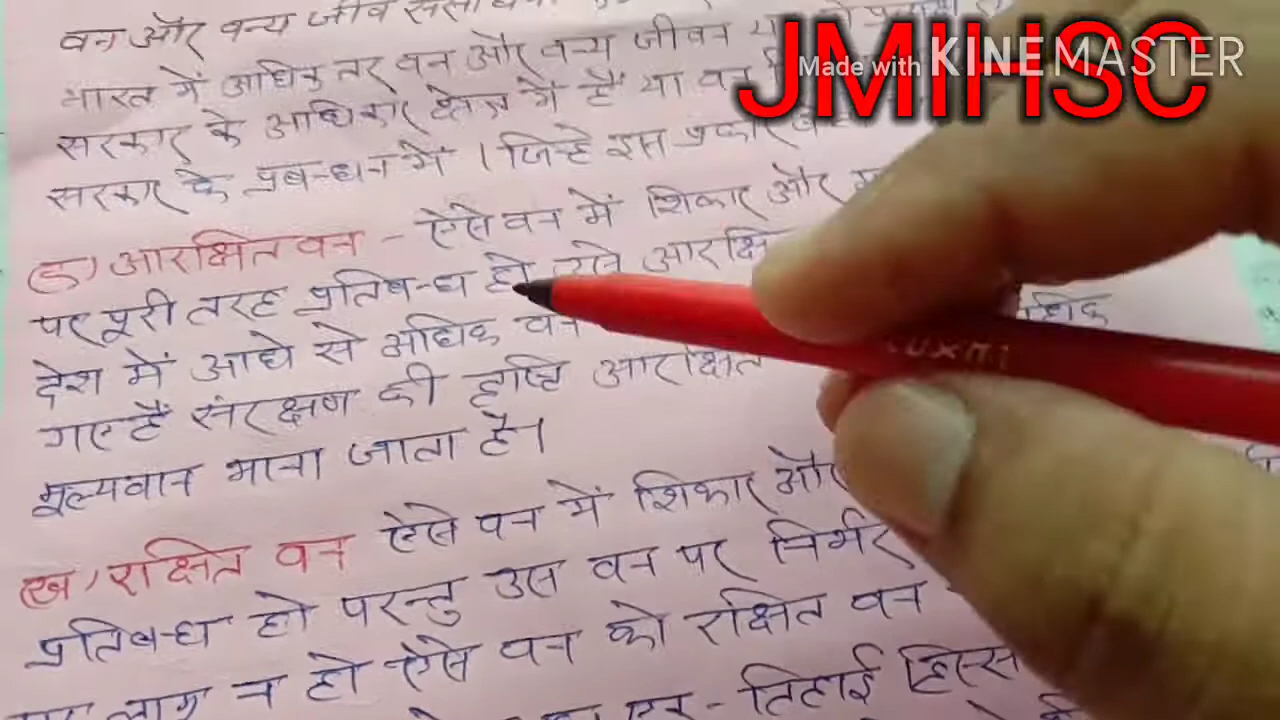 वन और वन्य जीव
भारत में अधिकतर वन और वन्य जीवन
सरकार के अधिकार क्षेत्र में हैं या वन
सरकार के प्रबन्धन में । जिन्हे इस प्रकार
(क) आरक्षित वन - ऐसे वन में शिकार और
पर पूरी तरह प्रतिबन्ध हो उसे
देश में आधे से अधिक वन
गए हैं संरक्षण की दृष्टि आरक्षित
मूल्यवान माना जाता है।
(ख) रक्षित वन ऐसे वन में शिकार और
प्रतिबन्ध हो परन्तु उस वन पर निर्भर
लागू न हो ऐसे वन को रक्षित वन
एक - तिहाई हिस्सा
JMIHSC
Made with KINEMASTER